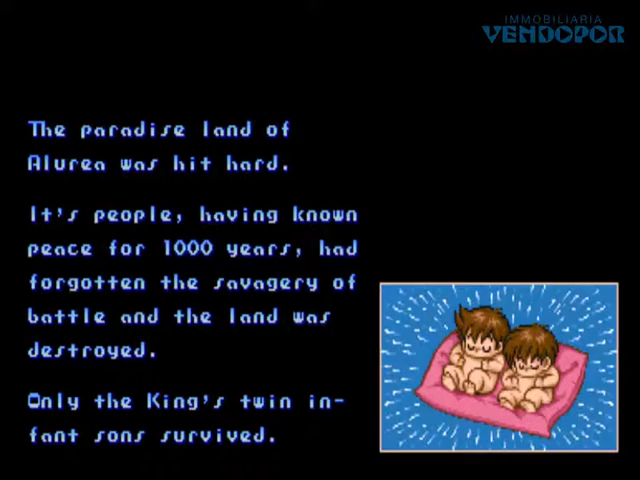 IMMOBILIARIA
VENDOPOR
The paradise land of
Alurea was hit hard.
It's people, having known
peace for 1000 years, had
forgotten the savagery of
battle and the land was
destroyed.
Only the King's twin in-
fant sons survived.